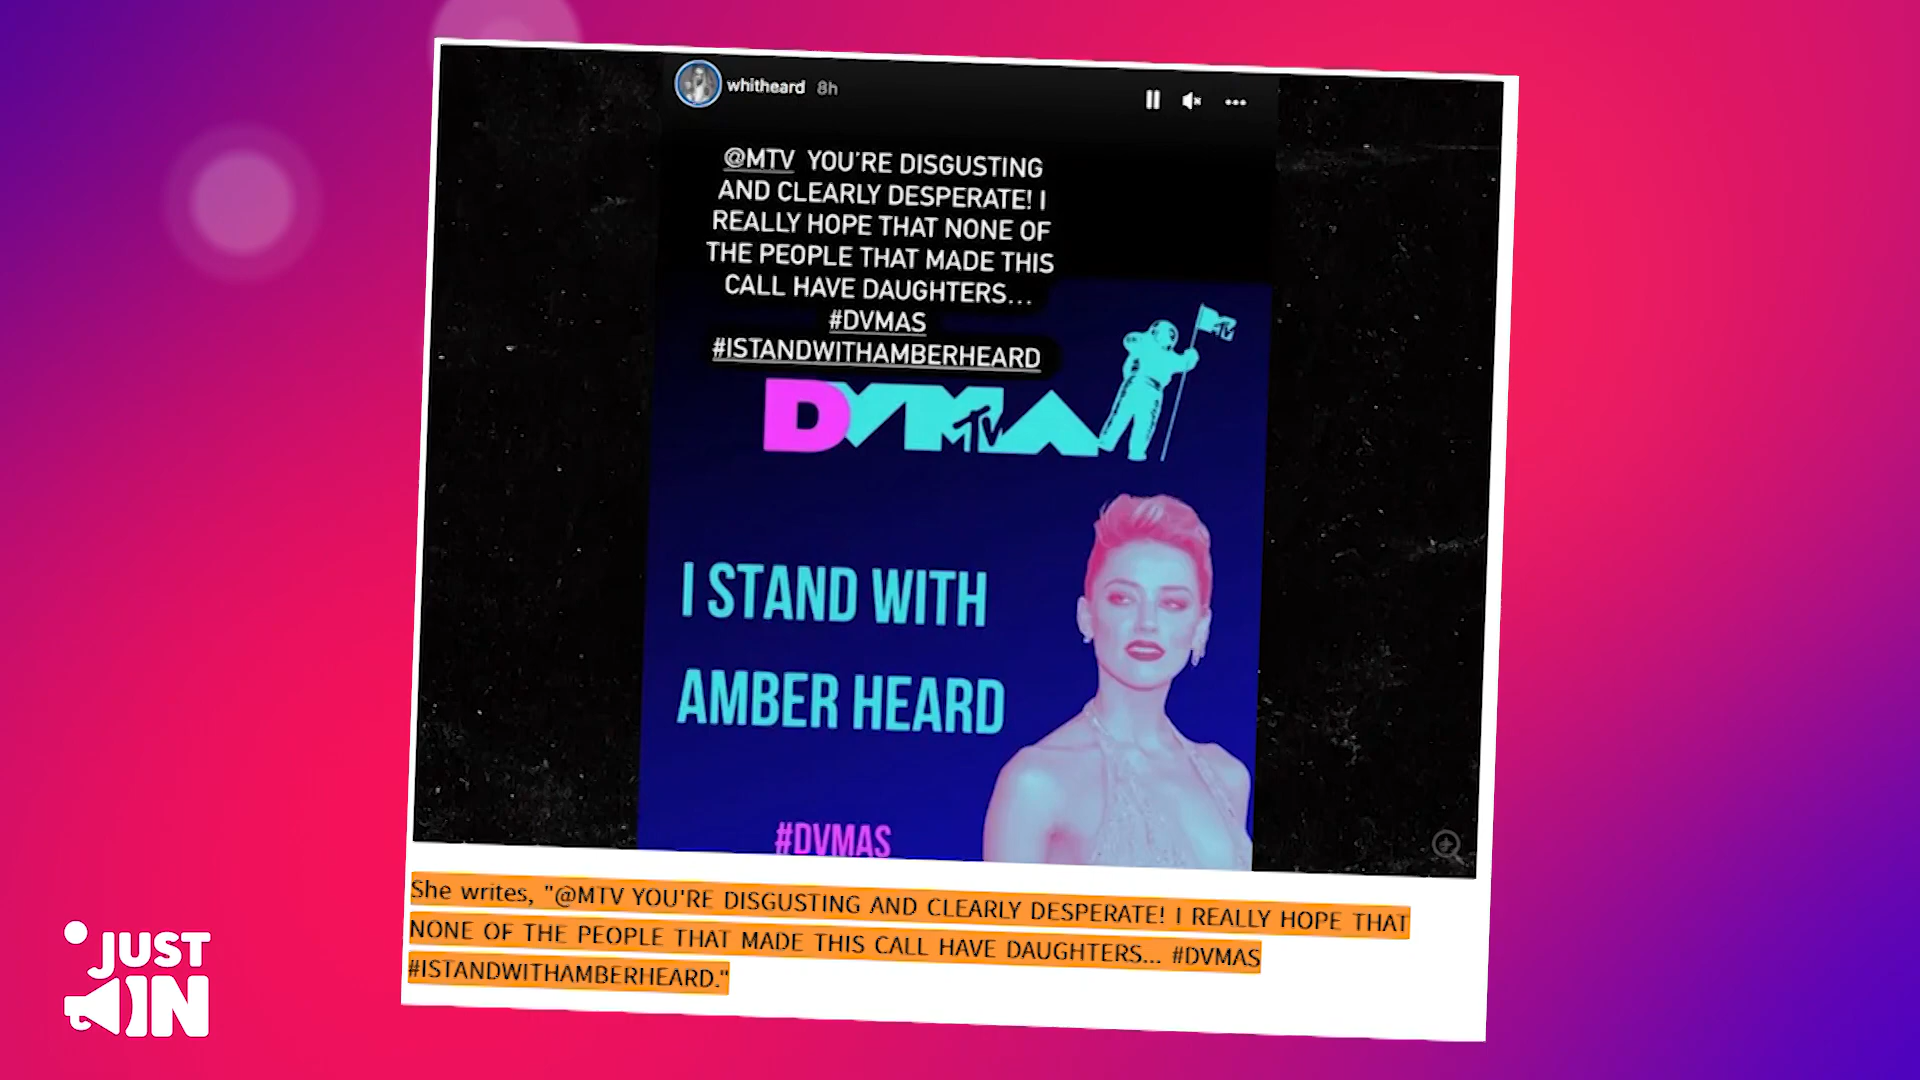 whitheard 8h
@MTV YOU'RE DISGUSTING
AND CLEARLY DESPERATE! I
REALLY HOPE THAT NONE OF
THE PEOPLE THAT MADE THIS
CALL HAVE DAUGHTERS...
#DVMAS
#ISTANDWITHAMBERHEARD
MTV
DVMA
MTV
I STAND WITH
AMBER HEARD
#DVMAS
She writes, "@MTV YOU'RE DISGUSTING AND CLEARLY DESPERATE! I REALLY HOPE THAT
NONE OF THE PEOPLE THAT MADE THIS CALL HAVE DAUGHTERS... #DVMAS
#ISTANDWITHAMBERHEARD."
JUST
IN